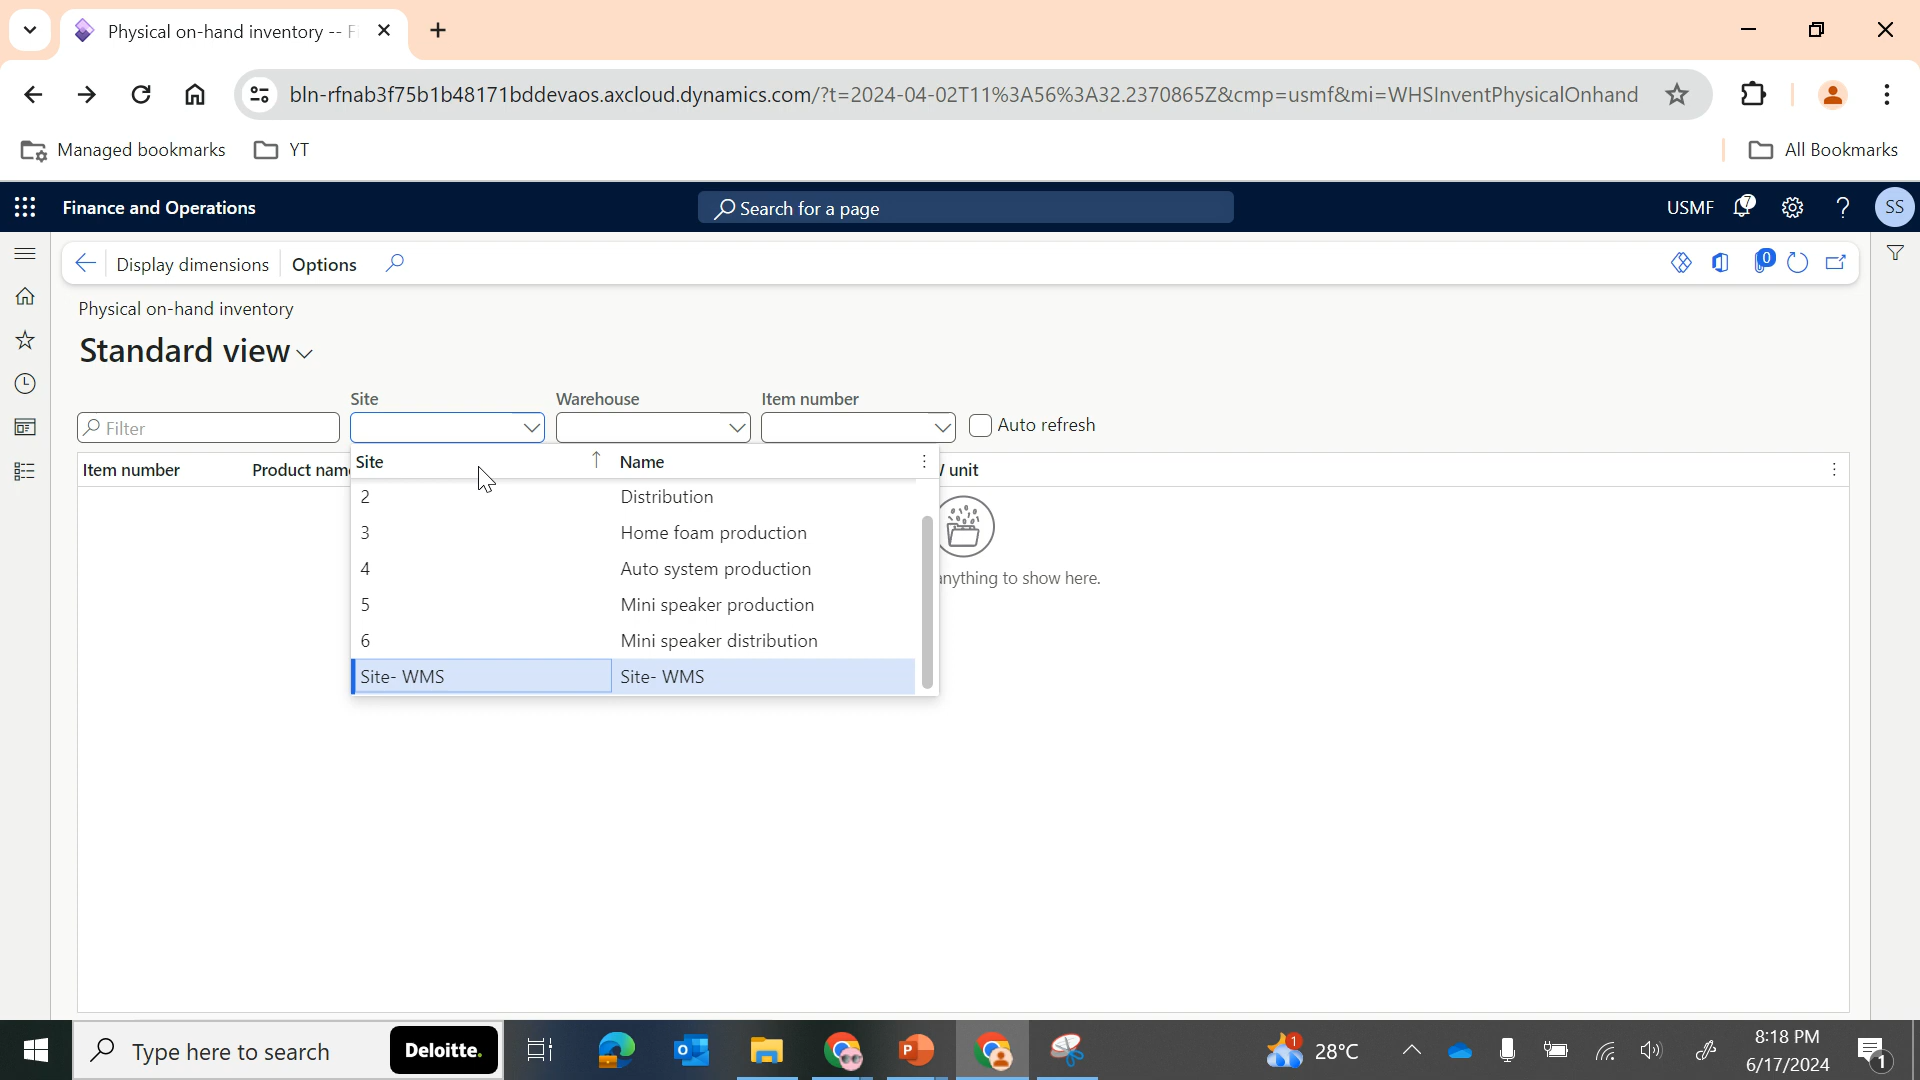 Physical on-hand inventory -- F
bln-rfnab3f75b1b48171bddevaos.axcloud.dynamics.com/?t=2024-04-02T11%3A56%3A32.2370865Z&cmp=usmf&mi=WHSInventPhysicalOnhand
Managed bookmarks YT All Bookmarks
Finance and Operations Search for a page USMF 7 ? SS
Display dimensions Options 0
Physical on-hand inventory
Standard view
Site Warehouse Item number
Filter Auto refresh
Item number Product nam Site Name / unit
2 Distribution
3 Home foam production
4 Auto system production
anything to show here.
5 Mini speaker production
6 Mini speaker distribution
Site- WMS Site- WMS
Type here to search Deloitte. 1 28°C 8:18 PM
6/17/2024 1